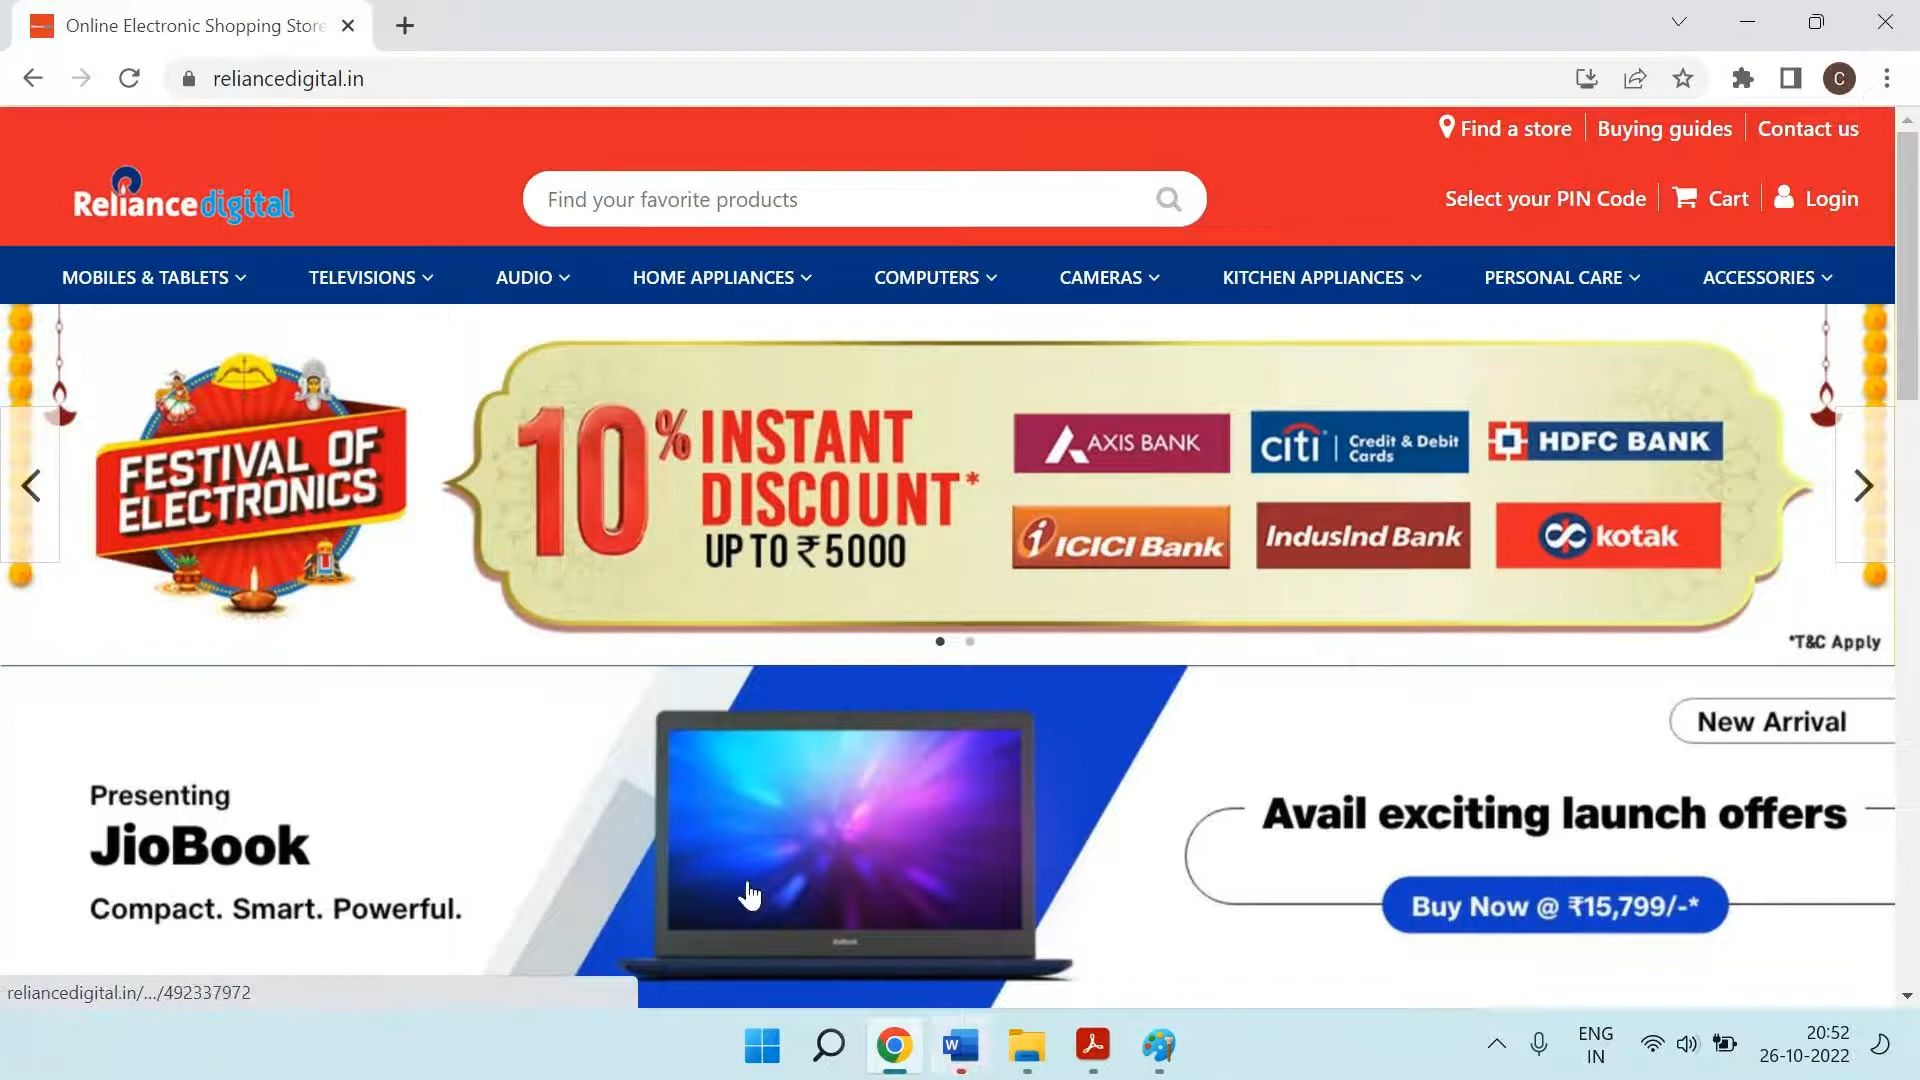 Online Electronic Shopping Store
reliancedigital.in
C
Find a store
Buying guides
Contact us
Reliance digital
Find your favorite products
Select your PIN Code
Cart
Login
MOBILES & TABLETS
TELEVISIONS
AUDIO
HOME APPLIANCES
COMPUTERS
CAMERAS
KITCHEN APPLIANCES
PERSONAL CARE
ACCESSORIES
FESTIVAL OF
ELECTRONICS
10% INSTANT
DISCOUNT*
UP TO ₹5000
AXIS BANK
citi Credit & Debit
Cards
HDFC BANK
ICICI Bank
IndusInd Bank
kotak
*T&C Apply
New Arrival
Presenting
JioBook
Compact. Smart. Powerful.
Avail exciting launch offers
Buy Now @ ₹15,799/-*
reliancedigital.in/.../492337972
W
ENG
IN
20:52
26-10-2022